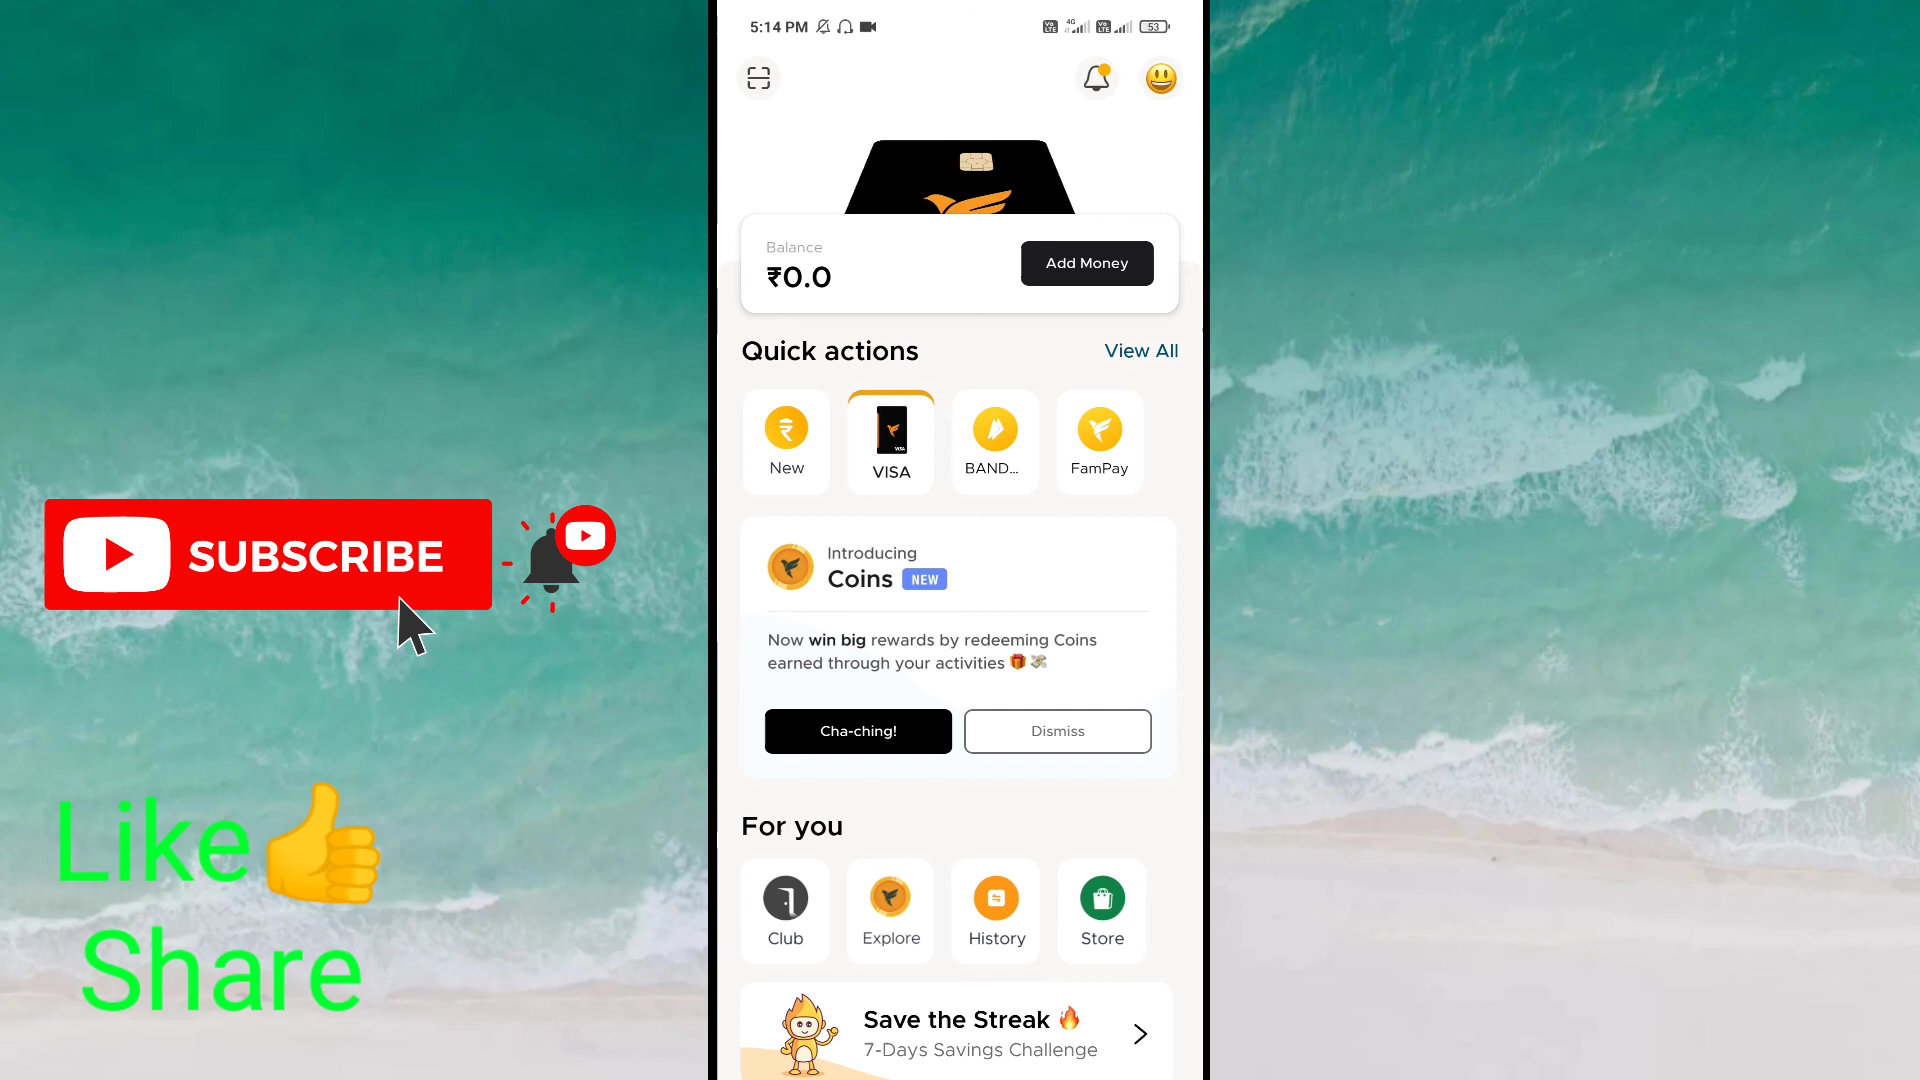 5:14 PM
4G
53
Balance
₹0.0
Add Money
Quick actions
View All
New
VISA
VISA
BAND...
FamPay
Introducing
Coins NEW
Now win big rewards by redeeming Coins
earned through your activities 🎁 💸
Cha-ching!
Dismiss
For you
Club
Explore
History
Store
Save the Streak 🔥
7-Days Savings Challenge
SUBSCRIBE
Like👍
Share